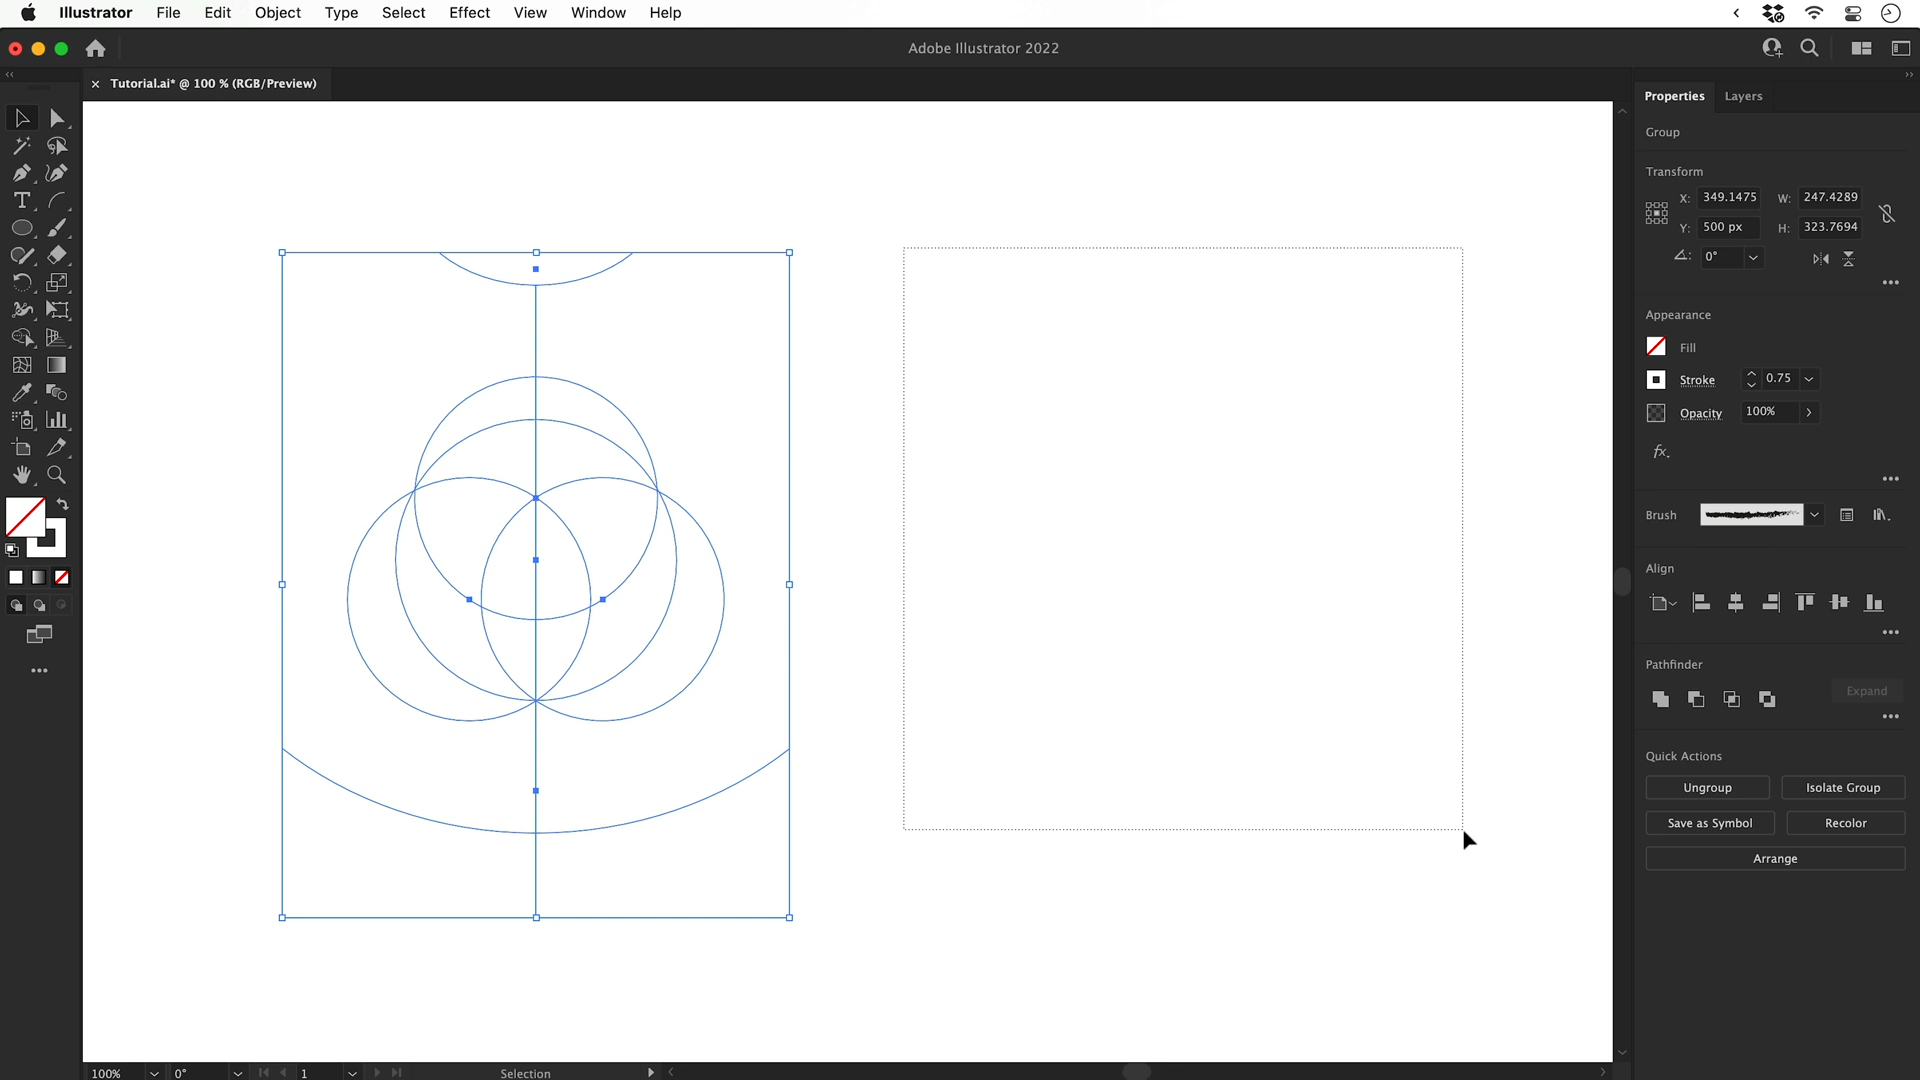 Illustrator File Edit Object Type Select Effect View Window Help
Adobe Illustrator 2022
Tutorial.ai* @ 100 % (RGB/Preview)
Properties Layers
Group
Transform
X: 349.1475 W: 247.4289
Y: 500 px H: 323.7694
0°
Appearance
Fill
Stroke 0.75
Opacity 100%
fx.
Brush
Align
Pathfinder
Expand
Quick Actions
Ungroup Isolate Group
Save as Symbol Recolor
Arrange
100% 0° 1 Selection